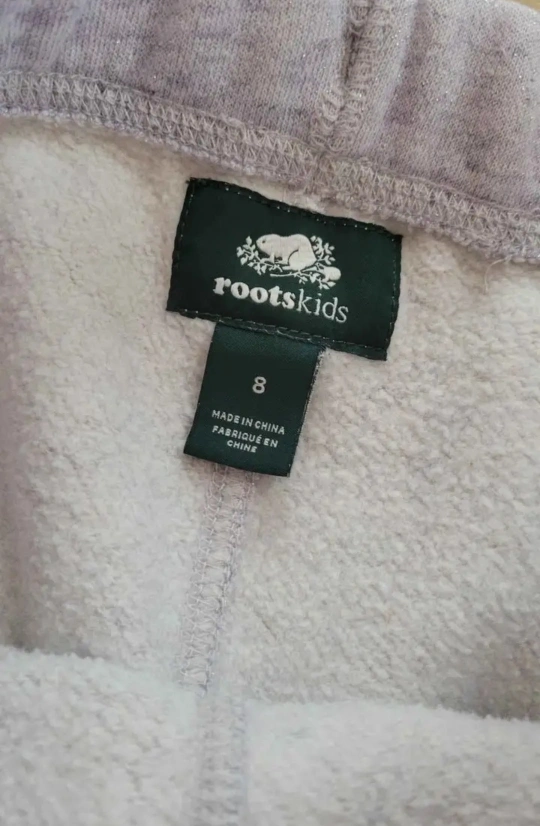 rootskids
8
MADE IN CHINA
FABRIQUÉ EN
CHINE